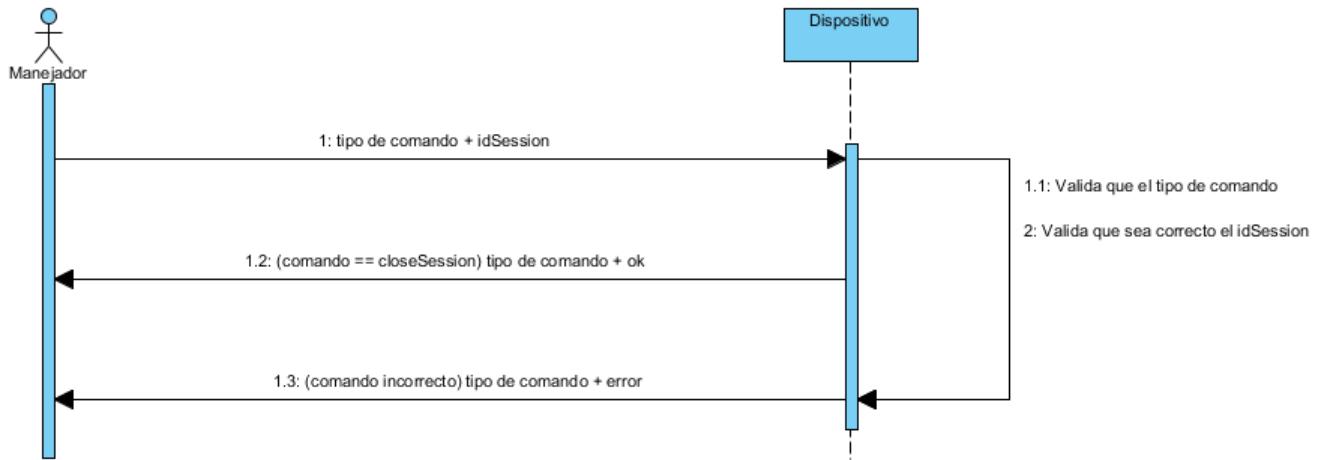 Dispositivo
Manejador
1: tipo de comando + idSession
1.1: Valida que el tipo de comando
2: Valida que sea correcto el idSession
1.2: (comando == closeSession) tipo de comando + ok
1.3: (comando incorrecto) tipo de comando + error